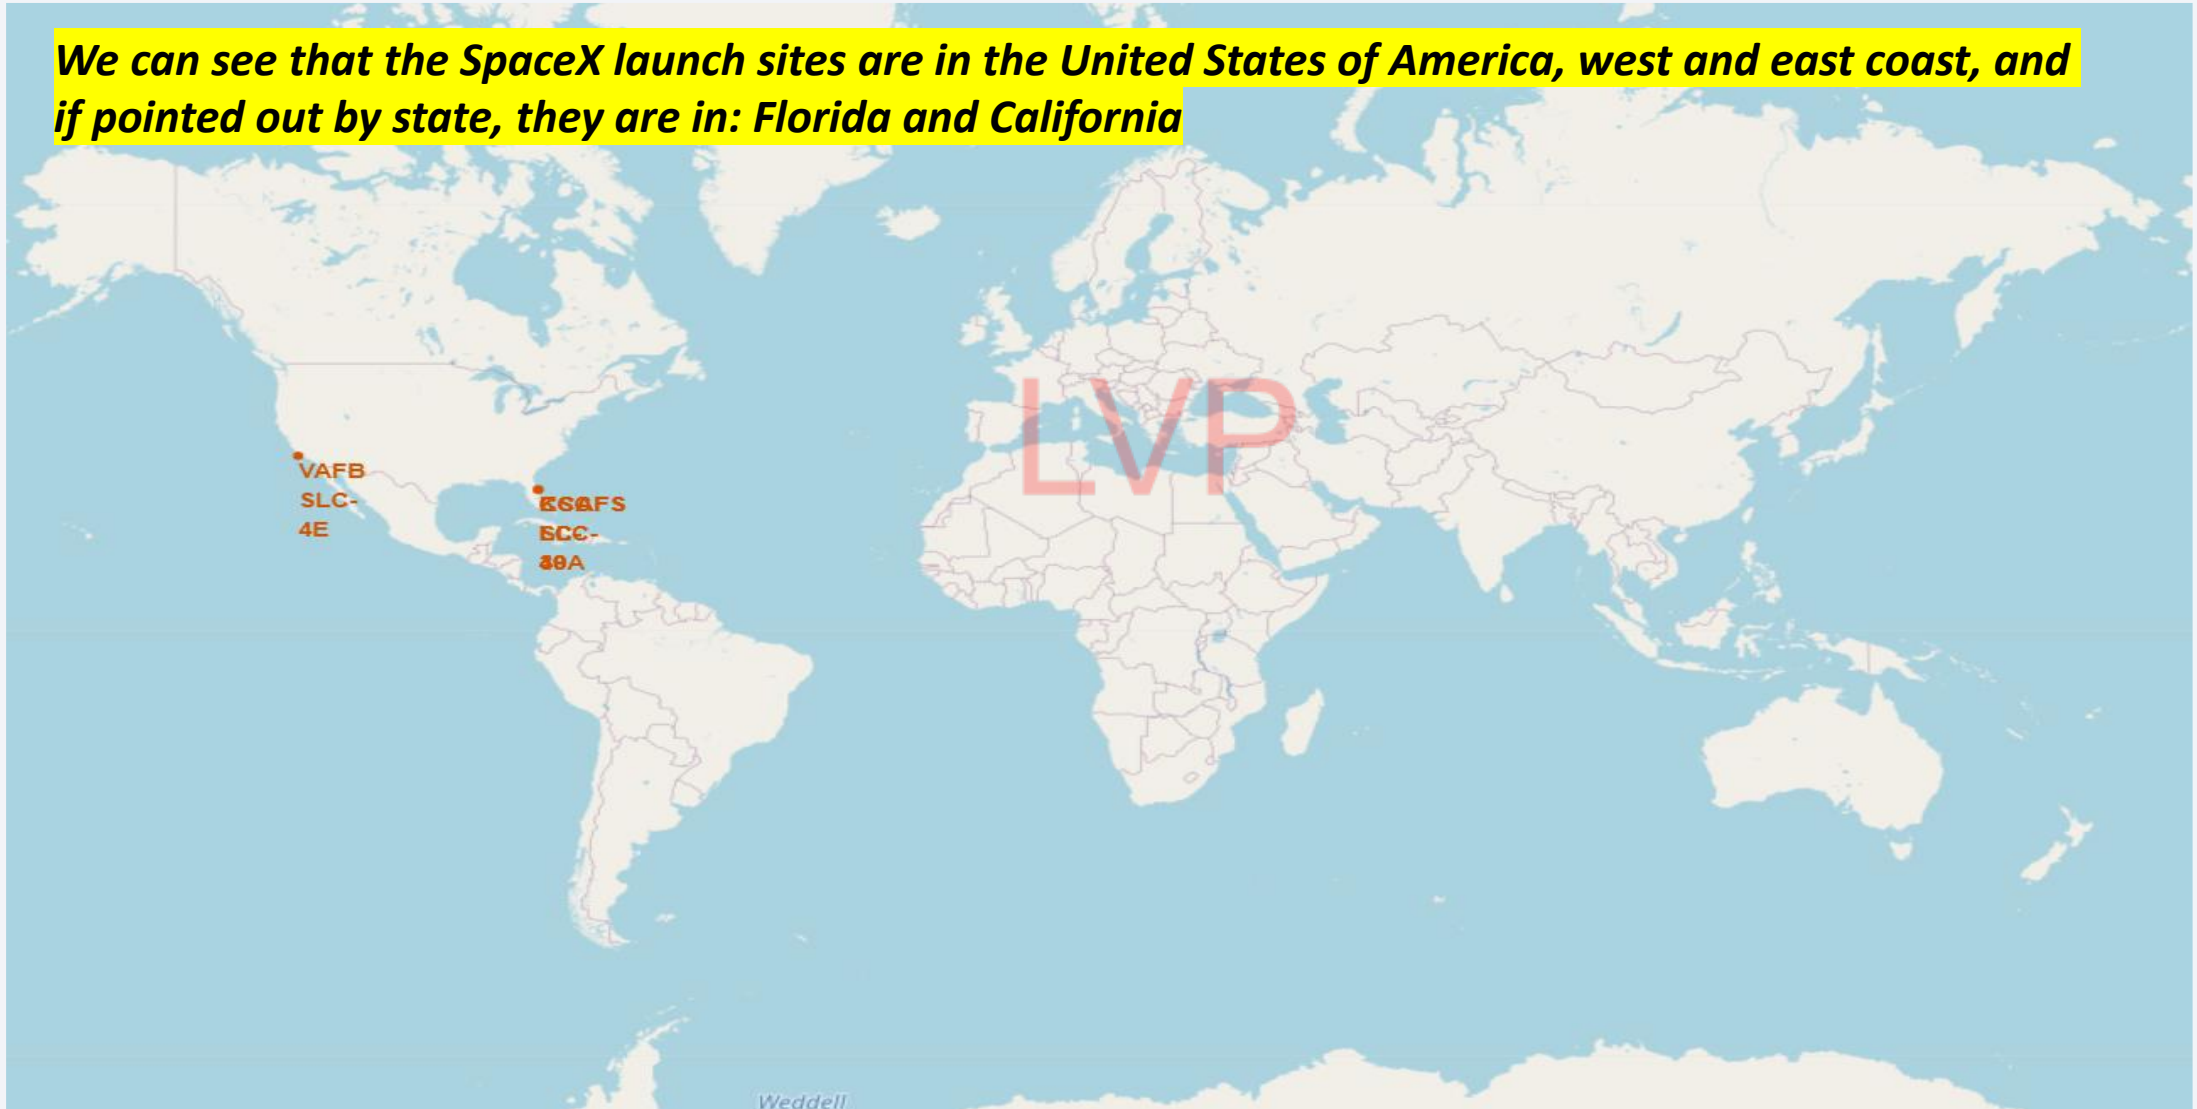 We can see that the SpaceX launch sites are in the United States of America, west and east coast, and
if pointed out by state, they are in: Florida and California
LVP
VAFB
SLC-
4E
Weddell